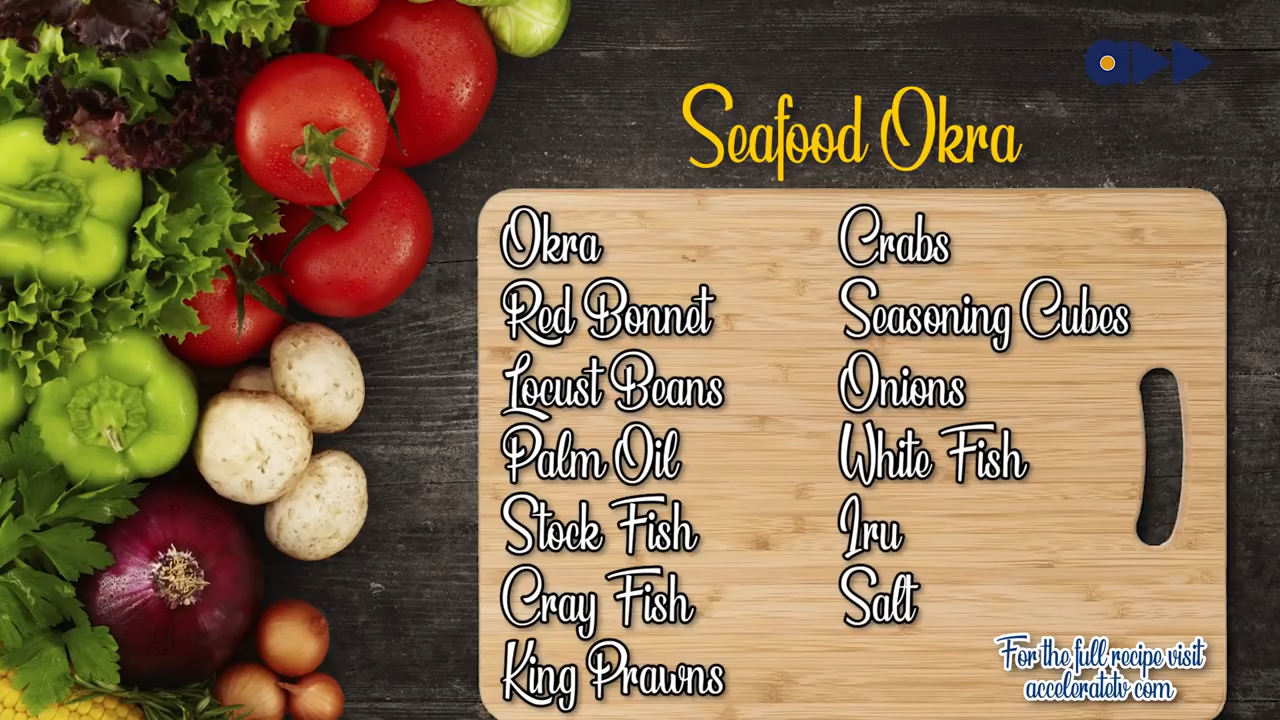 Seafood Okra
Okra
Red Bonnet
Locust Beans
Palm Oil
Stock Fish
Cray Fish
King Prawns
Crabs
Seasoning Cubes
Onions
White Fish
Iru
Salt
For the full recipe visit
acceleratetv.com